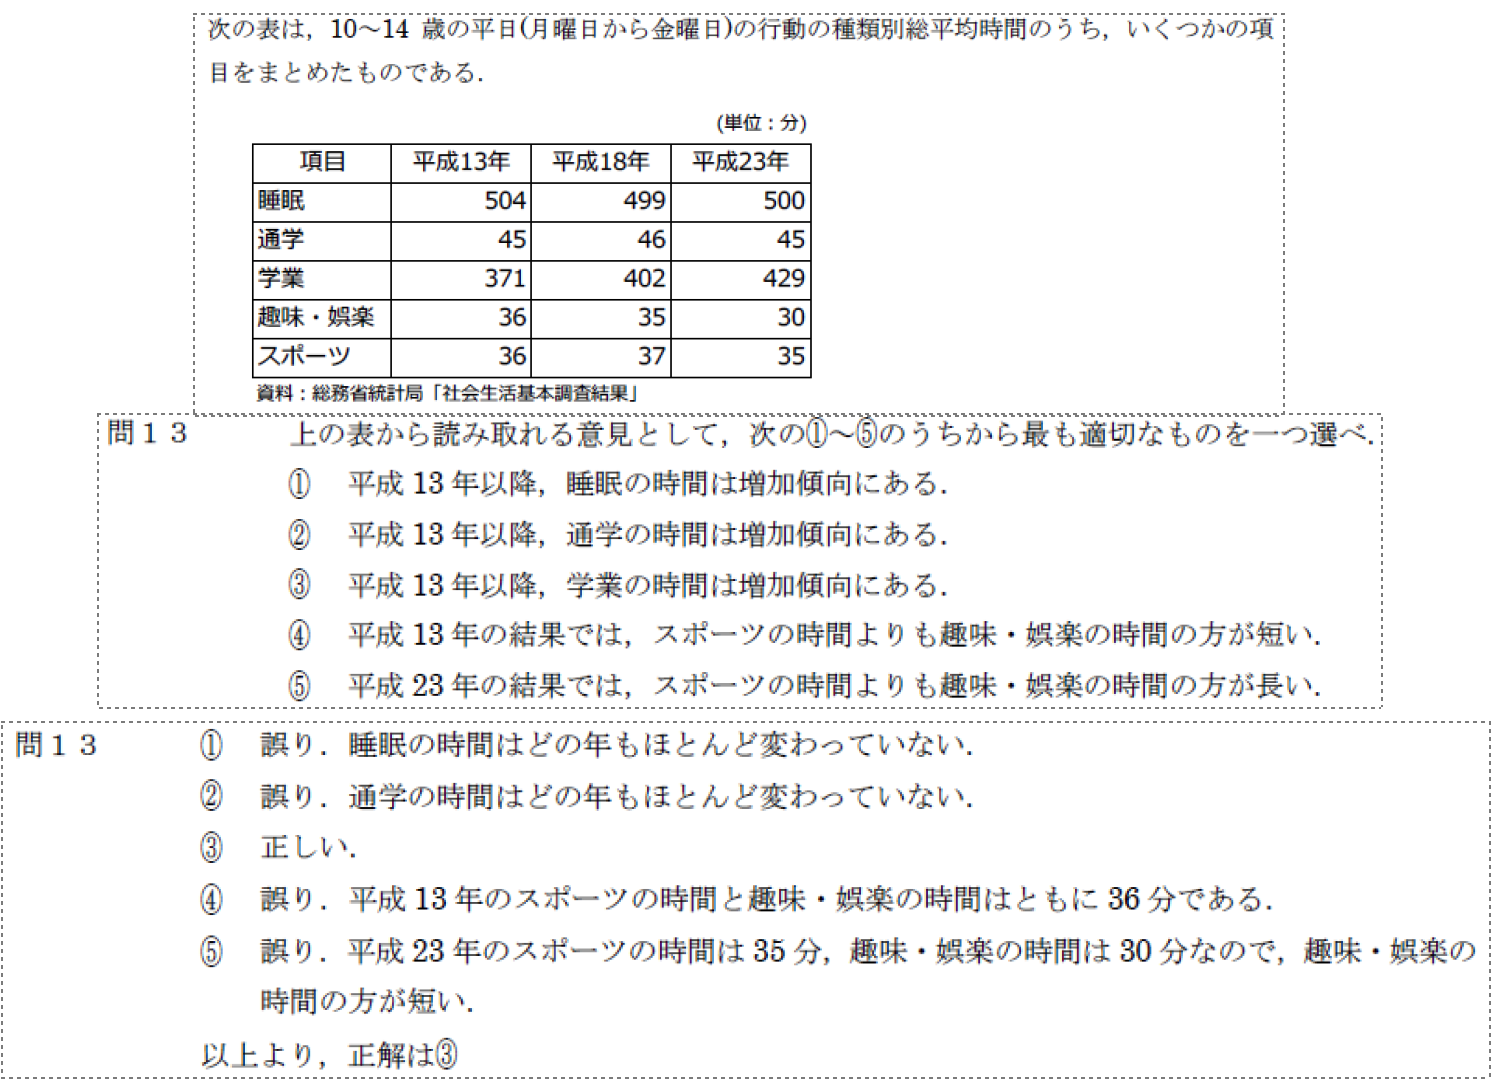 次の表は，10～14 歳の平日(月曜日から金曜日)の行動の種類別総平均時間のうち，いくつかの項
目をまとめたものである．
(単位：分)
項目 平成13年 平成18年 平成23年
睡眠 504 499 500
通学 45 46 45
学業 371 402 429
趣味・娯楽 36 35 30
スポーツ 36 37 35
資料：総務省統計局「社会生活基本調査結果」
問１３ 上の表から読み取れる意見として，次の①～⑤のうちから最も適切なものを一つ選べ．
① 平成 13 年以降，睡眠の時間は増加傾向にある．
② 平成 13 年以降，通学の時間は増加傾向にある．
③ 平成 13 年以降，学業の時間は増加傾向にある．
④ 平成 13 年の結果では，スポーツの時間よりも趣味・娯楽の時間の方が短い．
⑤ 平成 23 年の結果では，スポーツの時間よりも趣味・娯楽の時間の方が長い．
問１３ ① 誤り．睡眠の時間はどの年もほとんど変わっていない．
② 誤り．通学の時間はどの年もほとんど変わっていない．
③ 正しい．
④ 誤り．平成 13 年のスポーツの時間と趣味・娯楽の時間はともに 36 分である．
⑤ 誤り．平成 23 年のスポーツの時間は 35 分，趣味・娯楽の時間は 30 分なので，趣味・娯楽の
時間の方が短い．
以上より，正解は③